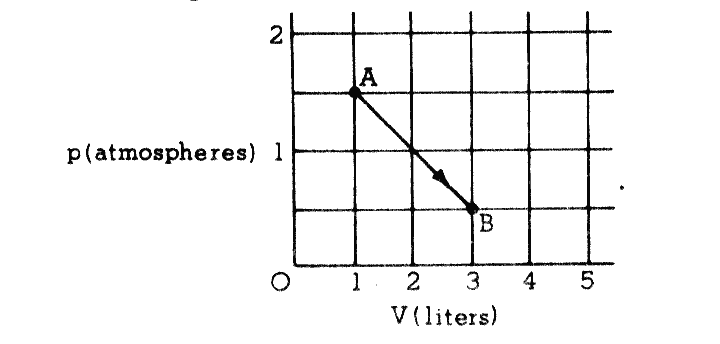 2
A
p(atmospheres) 1
B
O 1 2 3 4 5
V(liters)